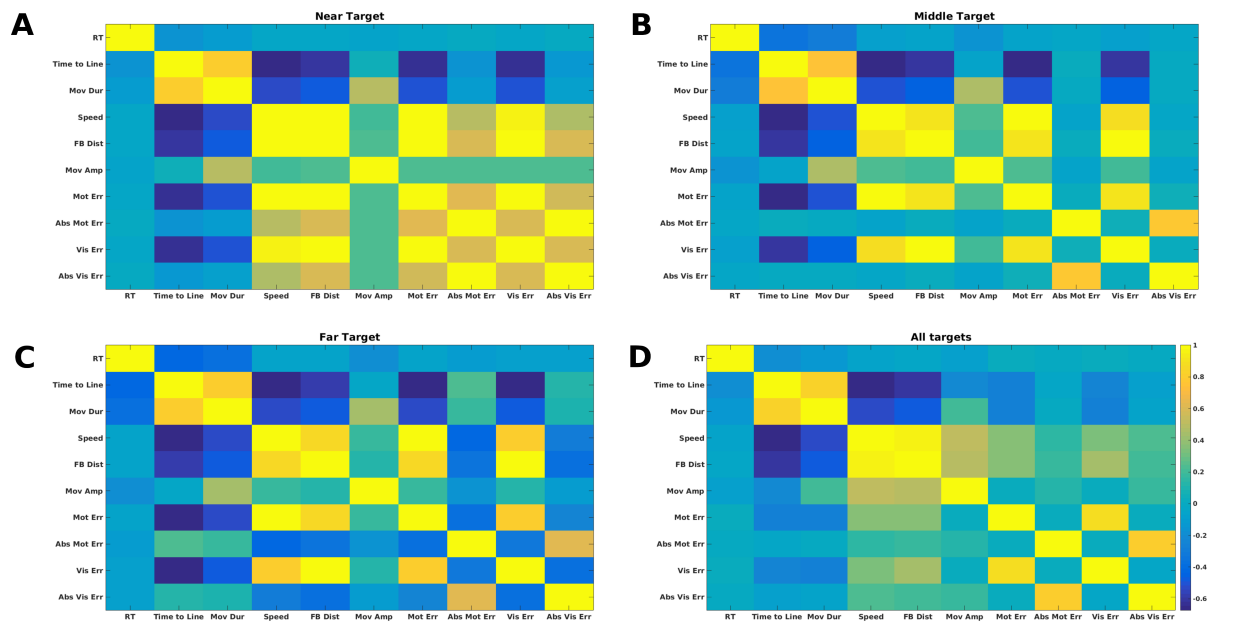 A
Near Target
RT
Time to Line
Mov Dur
Speed
FB Dist
Mov Amp
Mot Err
Abs Mot Err
Vis Err
Abs Vis Err
RT Time to Line Mov Dur Speed FB Dist Mov Amp Mot Err Abs Mot Err Vis Err Abs Vis Err
B
Middle Target
RT
Time to Line
Mov Dur
Speed
FB Dist
Mov Amp
Mot Err
Abs Mot Err
Vis Err
Abs Vis Err
RT Time to Line Mov Dur Speed FB Dist Mov Amp Mot Err Abs Mot Err Vis Err Abs Vis Err
C
Far Target
RT
Time to Line
Mov Dur
Speed
FB Dist
Mov Amp
Mot Err
Abs Mot Err
Vis Err
Abs Vis Err
RT Time to Line Mov Dur Speed FB Dist Mov Amp Mot Err Abs Mot Err Vis Err Abs Vis Err
D
All targets
RT
Time to Line
Mov Dur
Speed
FB Dist
Mov Amp
Mot Err
Abs Mot Err
Vis Err
Abs Vis Err
RT Time to Line Mov Dur Speed FB Dist Mov Amp Mot Err Abs Mot Err Vis Err Abs Vis Err
1
0.8
0.6
0.4
0.2
0
-0.2
-0.4
-0.6